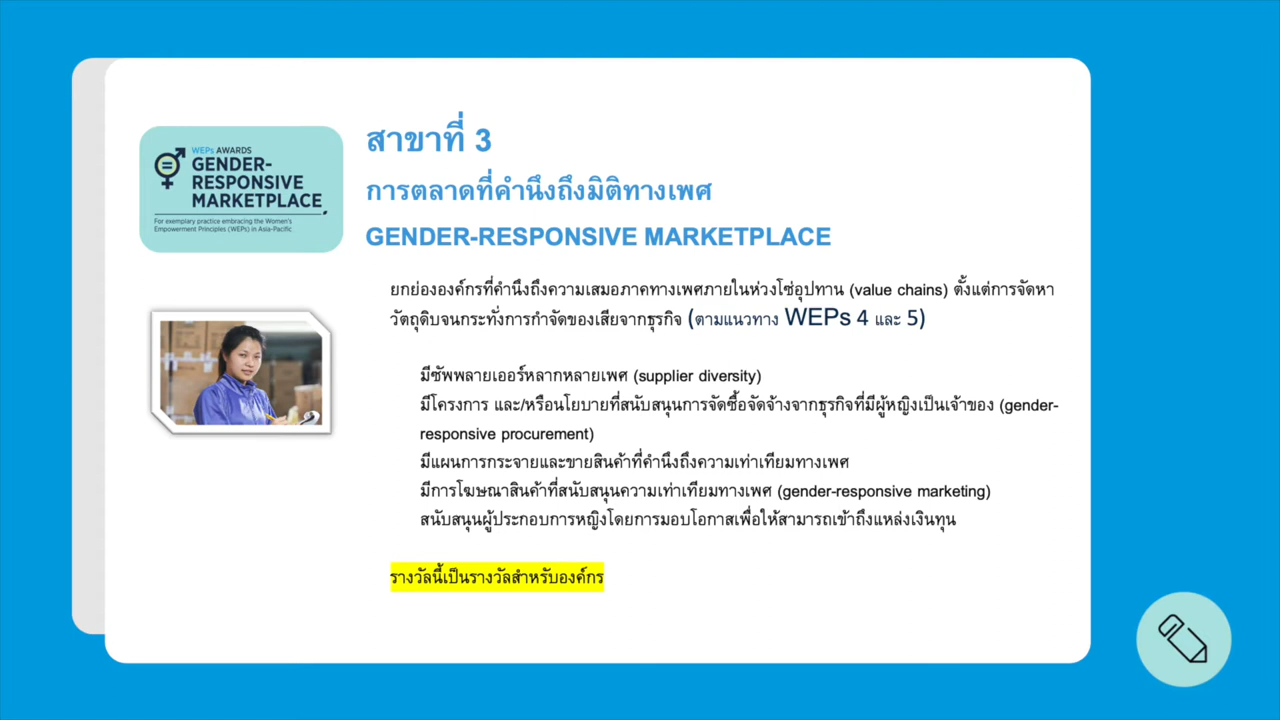 WEPs AWARDS
GENDER-
RESPONSIVE
MARKETPLACE
For exemplary practice embracing the Women's
Empowerment Principles (WEPs) in Asia-Pacific
สาขาที่ 3
การตลาดที่คำนึงถึงมิติทางเพศ
GENDER-RESPONSIVE MARKETPLACE
ยกย่ององค์กรที่คำนึงถึงความเสมอภาคทางเพศภายในห่วงโซ่อุปทาน (value chains) ตั้งแต่การจัดหา
วัตถุดิบจนกระทั่งการกำจัดของเสียจากธุรกิจ (ตามแนวทาง WEPs 4 และ 5)
มีซัพพลายเออร์หลากหลายเพศ (supplier diversity)
มีโครงการ และ/หรือนโยบายที่สนับสนุนการจัดซื้อจัดจ้างจากธุรกิจที่มีผู้หญิงเป็นเจ้าของ (gender-
responsive procurement)
มีแผนการกระจายและขายสินค้าที่คำนึงถึงความเท่าเทียมทางเพศ
มีการโฆษณาสินค้าที่สนับสนุนความเท่าเทียมทางเพศ (gender-responsive marketing)
สนับสนุนผู้ประกอบการหญิงโดยการมอบโอกาสเพื่อให้สามารถเข้าถึงแหล่งเงินทุน
รางวัลนี้เป็นรางวัลสำหรับองค์กร